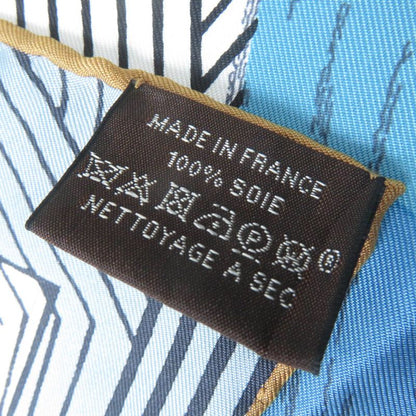 MADE IN FRANCE
100% SOIE
®
NETTOYAGE A SEC